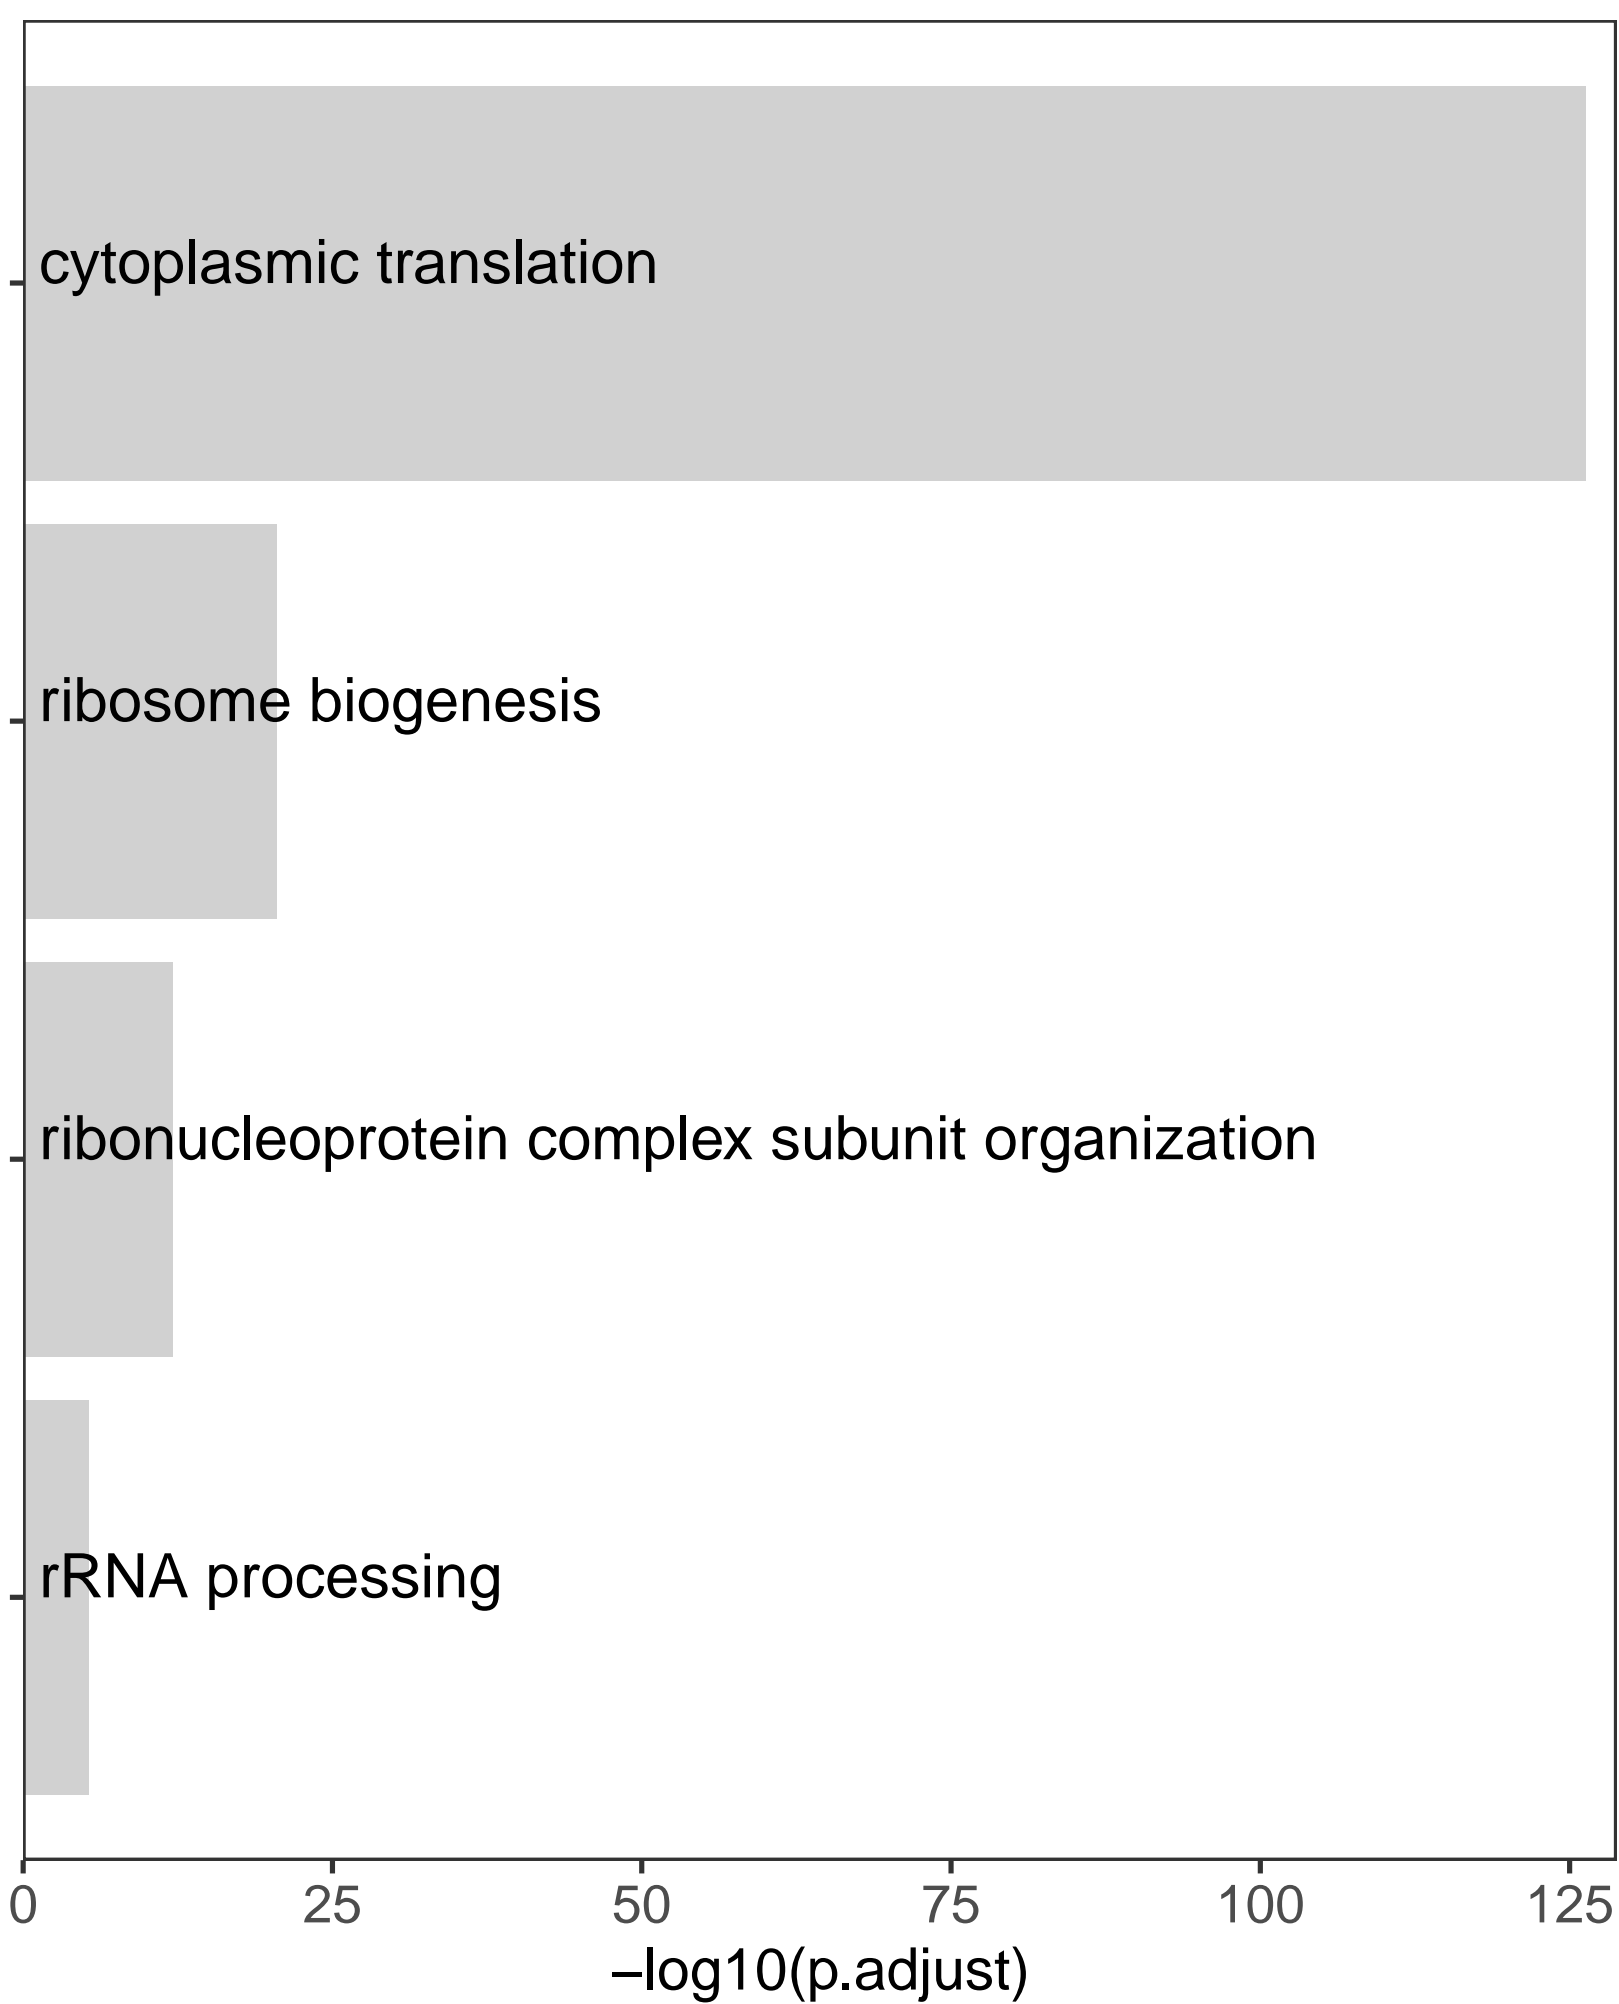 cytoplasmic translation
ribosome biogenesis
ribonucleoprotein complex subunit organization
rRNA processing
0 25 50 75 100 125
–log10(p.adjust)